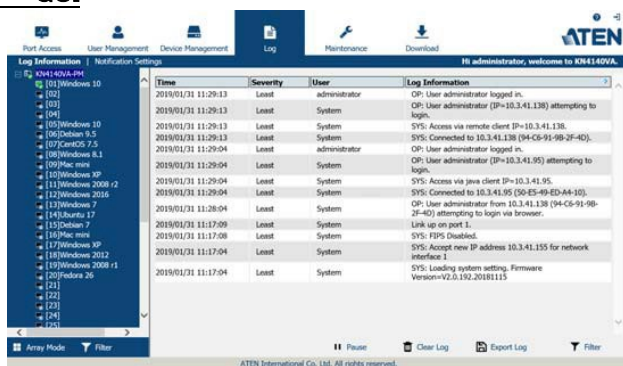 Port Access User Management Device Management Log Maintenance Download ATEN
Log Information | Notification Settings Hi administrator, welcome to KN4140VA.
KN4140VA-PM
[01]Windows 10
[02]
[03]
[04]
[05]Windows 10
[06]Debian 9.5
[07]CentOS 7.5
[08]Windows 8.1
[09]Mac mini
[10]Windows XP
[11]Windows 2008 r2
[12]Windows 2016
[13]Windows 7
[14]Ubuntu 17
[15]Debian 7
[16]Mac mini
[17]Windows XP
[18]Windows 2012
[19]Windows 2008 r1
[20]Fedora 26
[21]
[22]
[23]
[24]
[25]
Array Mode Filter
Time Severity User Log Information
2019/01/31 11:29:13 Least administrator OP: User administrator logged in.
2019/01/31 11:29:13 Least System OP: User administrator (IP=10.3.41.138) attempting to
login.
2019/01/31 11:29:13 Least System SYS: Access via remote client IP=10.3.41.138.
2019/01/31 11:29:13 Least System SYS: Connected to 10.3.41.138 (94-C6-91-9B-2F-4D).
2019/01/31 11:29:04 Least administrator OP: User administrator logged in.
2019/01/31 11:29:04 Least System OP: User administrator (IP=10.3.41.95) attempting to
login.
2019/01/31 11:29:04 Least System SYS: Access via java client IP=10.3.41.95.
2019/01/31 11:29:04 Least System SYS: Connected to 10.3.41.95 (50-E5-49-ED-A4-10).
2019/01/31 11:28:04 Least System OP: User administrator from 10.3.41.138 (94-C6-91-9B-
2F-4D) attempting to login via browser.
2019/01/31 11:17:09 Least System Link up on port 1.
2019/01/31 11:17:08 Least System SYS: FIPS Disabled.
2019/01/31 11:17:04 Least System SYS: Accept new IP address 10.3.41.155 for network
interface 1
2019/01/31 11:17:04 Least System SYS: Loading system setting. Firmware
Version=V2.0.192.20181115
Pause Clear Log Export Log Filter
ATEN International Co. Ltd. All rights reserved.